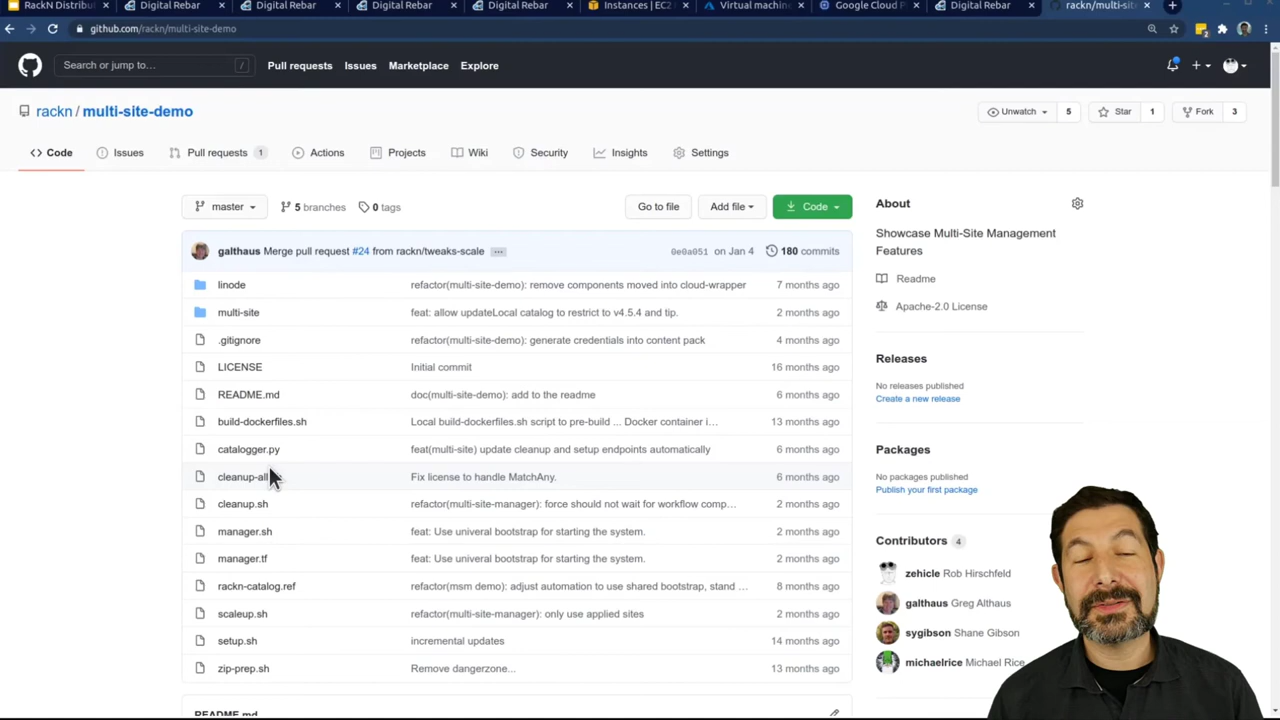 RackN Distribu
Digital Rebar
Digital Rebar
Digital Rebar
Digital Rebar
Instances | EC2
Virtual machin
Google Cloud P
Digital Rebar
rackn/multi-site
github.com/rackn/multi-site-demo
Search or jump to...
/
Pull requests
Issues
Marketplace
Explore
rackn / multi-site-demo
Unwatch
5
Star
1
Fork
3
Code
Issues
Pull requests
1
Actions
Projects
Wiki
Security
Insights
Settings
master
5 branches
0 tags
Go to file
Add file
Code
galthaus Merge pull request #24 from rackn/tweaks-scale
0e0a051 on Jan 4
180 commits
linode refactor(multi-site-demo): remove components moved into cloud-wrapper 7 months ago
multi-site feat: allow updateLocal catalog to restrict to v4.5.4 and tip. 2 months ago
.gitignore refactor(multi-site-demo): generate credentials into content pack 4 months ago
LICENSE Initial commit 16 months ago
README.md doc(multi-site-demo): add to the readme 6 months ago
build-dockerfiles.sh Local build-dockerfiles.sh script to pre-build ... Docker container i... 13 months ago
catalogger.py feat(multi-site) update cleanup and setup endpoints automatically 6 months ago
cleanup-all Fix license to handle MatchAny. 6 months ago
cleanup.sh refactor(multi-site-manager): force should not wait for workflow comp... 2 months ago
manager.sh feat: Use univeral bootstrap for starting the system. 2 months ago
manager.tf feat: Use univeral bootstrap for starting the system. 2 months ago
rackn-catalog.ref refactor(msm demo): adjust automation to use shared bootstrap, stand ... 8 months ago
scaleup.sh refactor(multi-site-manager): only use applied sites 2 months ago
setup.sh incremental updates 14 months ago
zip-prep.sh Remove dangerzone... 13 months ago
README.md
About
Showcase Multi-Site Management
Features
Readme
Apache-2.0 License
Releases
No releases published
Create a new release
Packages
No packages published
Publish your first package
Contributors 4
zehicle Rob Hirschfeld
galthaus Greg Althaus
sygibson Shane Gibson
michaelrice Michael Rice